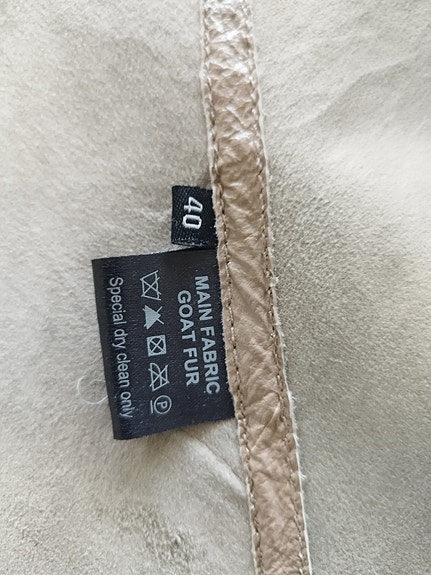 40
MAIN FABRIC
GOAT FUR
P
Special dry clean only